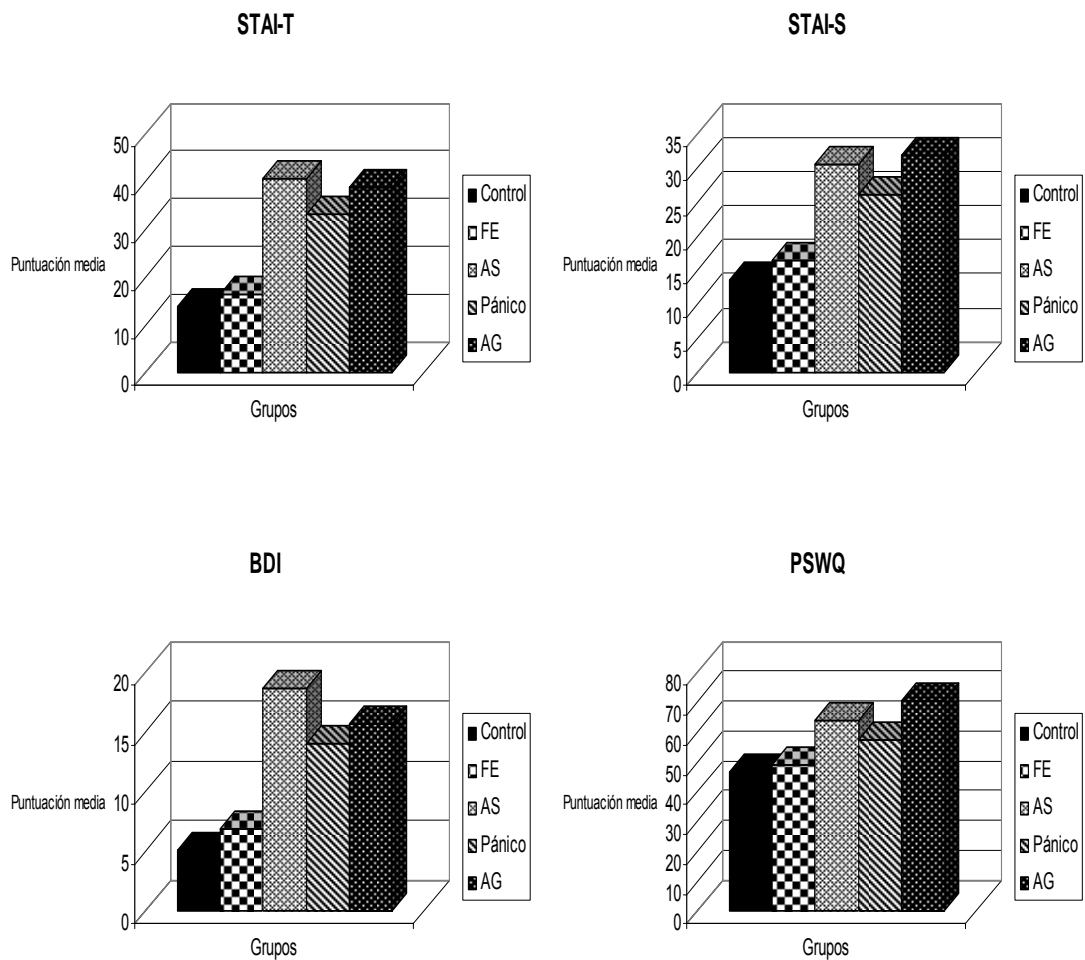 STAI-T
50
40
30
20
10
0
Puntuación media
Grupos
Control
FE
AS
Pánico
AG
STAI-S
35
30
25
20
15
10
5
0
Puntuación media
Grupos
Control
FE
AS
Pánico
AG
BDI
20
15
10
5
0
Puntuación media
Grupos
Control
FE
AS
Pánico
AG
PSWQ
80
70
60
50
40
30
20
10
0
Puntuación media
Grupos
Control
FE
AS
Pánico
AG